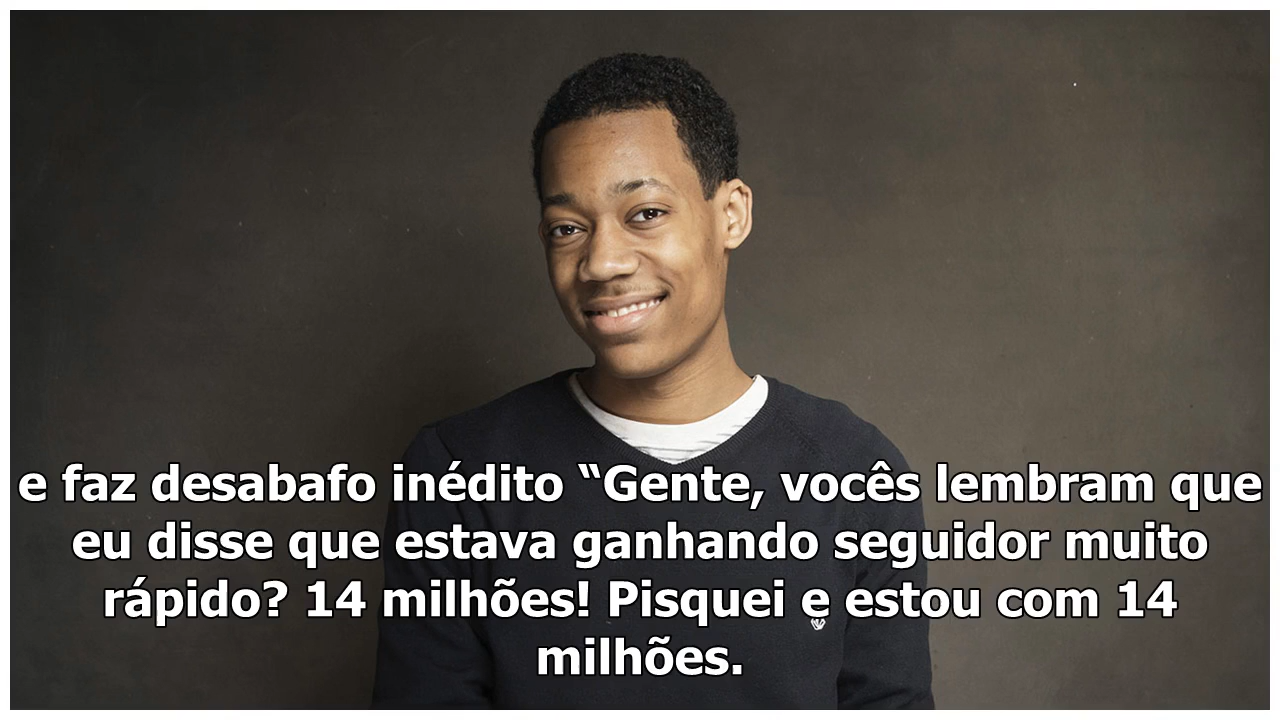 e faz desabafo inédito “Gente, vocês lembram que
eu disse que estava ganhando seguidor muito
rápido? 14 milhões! Pisquei e estou com 14
milhões.